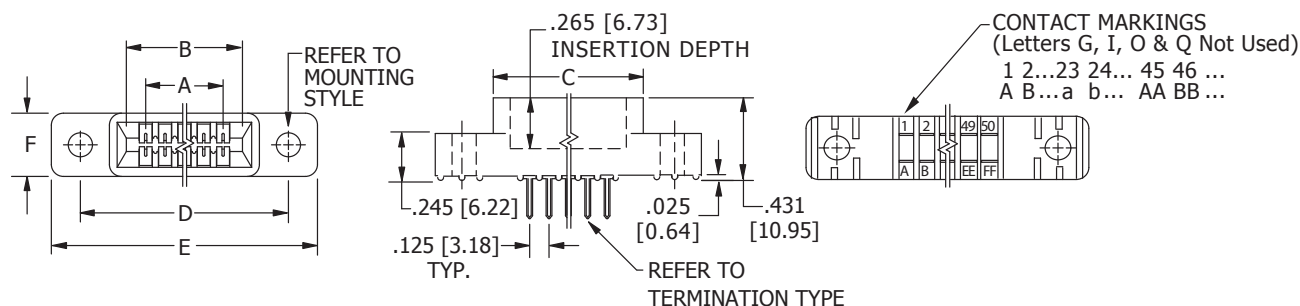 B
A
F
D
E
REFER TO
MOUNTING
STYLE
.265 [6.73]
INSERTION DEPTH
C
.245 [6.22]
.125 [3.18]
TYP.
.025
[0.64]
.431
[10.95]
REFER TO
TERMINATION TYPE
CONTACT MARKINGS
(Letters G, I, O & Q Not Used)
1 2...23 24... 45 46 ...
A B...a b... AA BB ...
1 2 49 50
A B EE FF